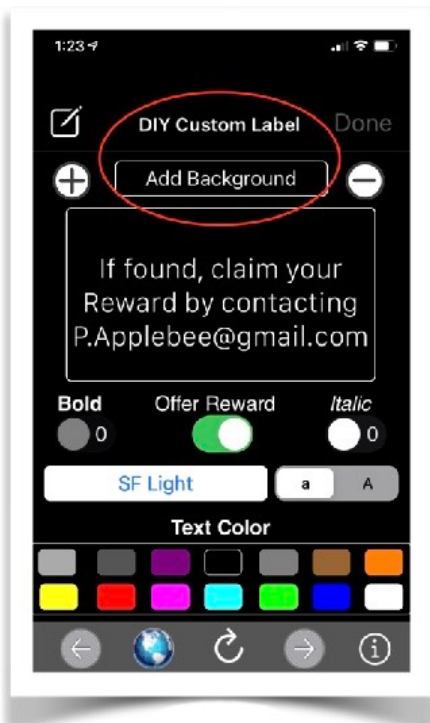 1:23
DIY Custom Label Done
Add Background
If found, claim your
Reward by contacting
P.Applebee@gmail.com
Bold Offer Reward Italic
0 0
SF Light a A
Text Color